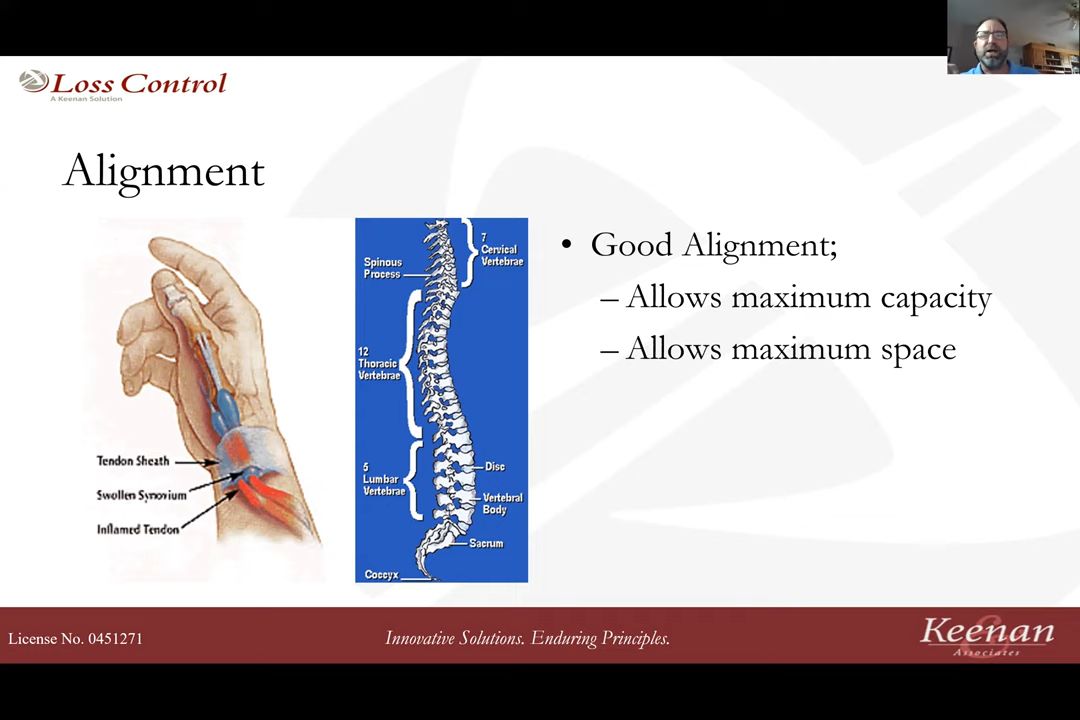 Loss Control
A Keenan Solution
Alignment
Tendon Sheath
Swollen Synovium
Inflamed Tendon
7
Cervical
Vertebrae
Spinous
Process
12
Thoracic
Vertebrae
5
Lumbar
Vertebrae
Disc
Vertebral
Body
Sacrum
Coccyx
• Good Alignment;
– Allows maximum capacity
– Allows maximum space
License No. 0451271
Innovative Solutions. Enduring Principles.
Keenan
& Associates